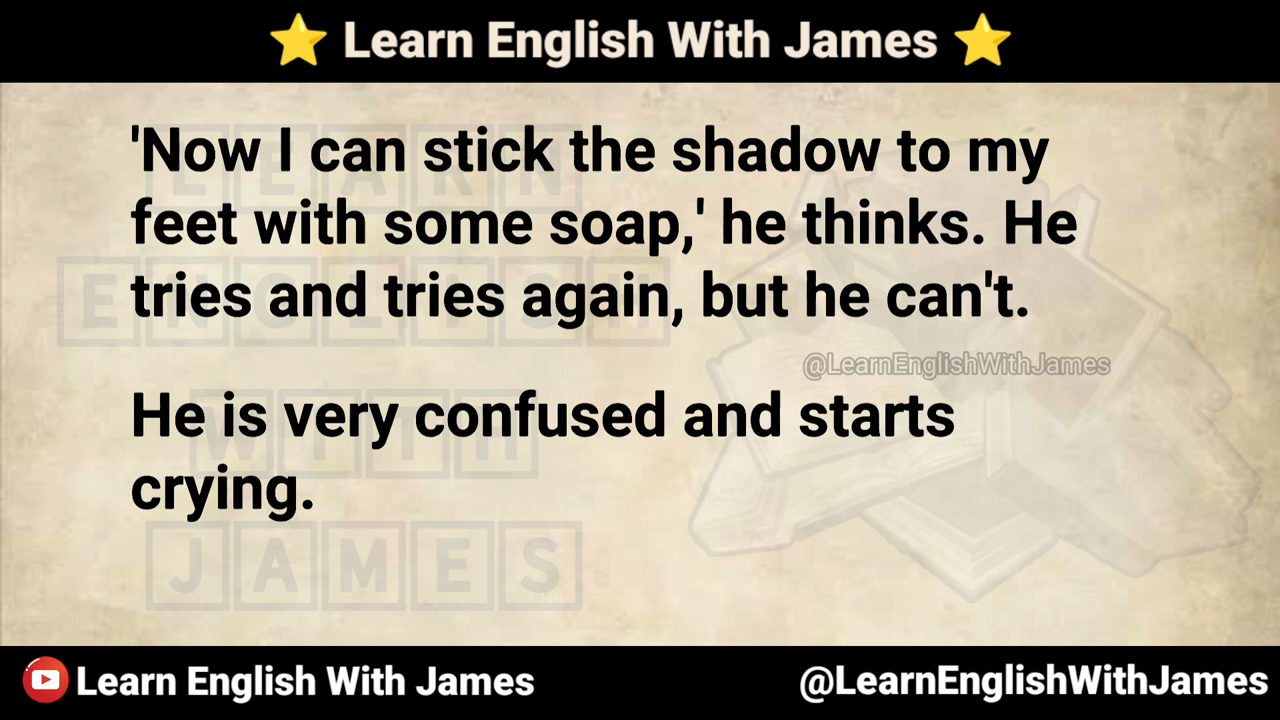 ⭐ Learn English With James ⭐
'Now I can stick the shadow to my
feet with some soap,' he thinks. He
tries and tries again, but he can't.
@LearnEnglishWithJames
He is very confused and starts
crying.
LEARN
ENGLISH
WITH
JAMES
Learn English With James
@LearnEnglishWithJames